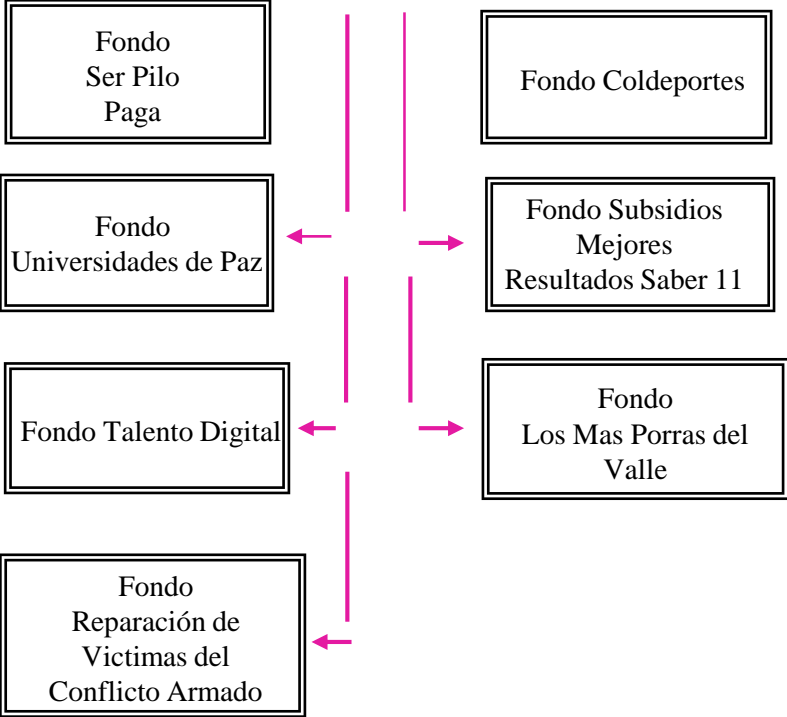 Fondo
Ser Pilo
Paga
Fondo Coldeportes
Fondo
Universidades de Paz
Fondo Subsidios
Mejores
Resultados Saber 11
Fondo Talento Digital
Fondo
Los Mas Porras del
Valle
Fondo
Reparación de
Victimas del
Conflicto Armado